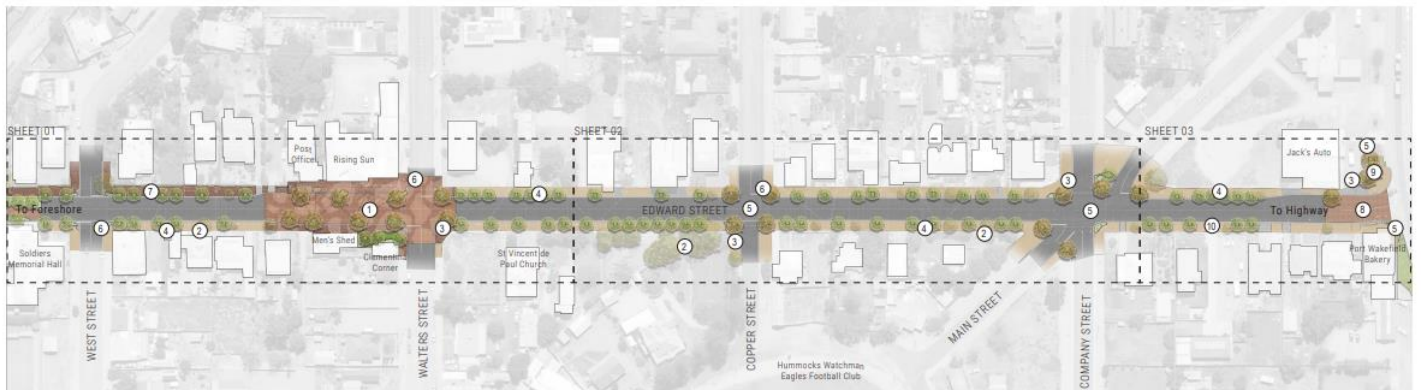 SHEET 01
SHEET 02
SHEET 03
Post
Office
Rising Sun
Jack's Auto
5
6
4
3
5
9
7
6
4
1
5
To Foreshore
EDWARD STREET
To Highway
8
6
4
2
3
3
2
4
2
10
5
Men's Shed
Soldiers
Memorial Hall
Clements
Corner
St Vincent de
Paul Church
Port Wakefield
Bakery
WEST STREET
WALTERS STREET
COPPER STREET
MAIN STREET
COMPANY STREET
Hummocks Watchman
Eagles Football Club